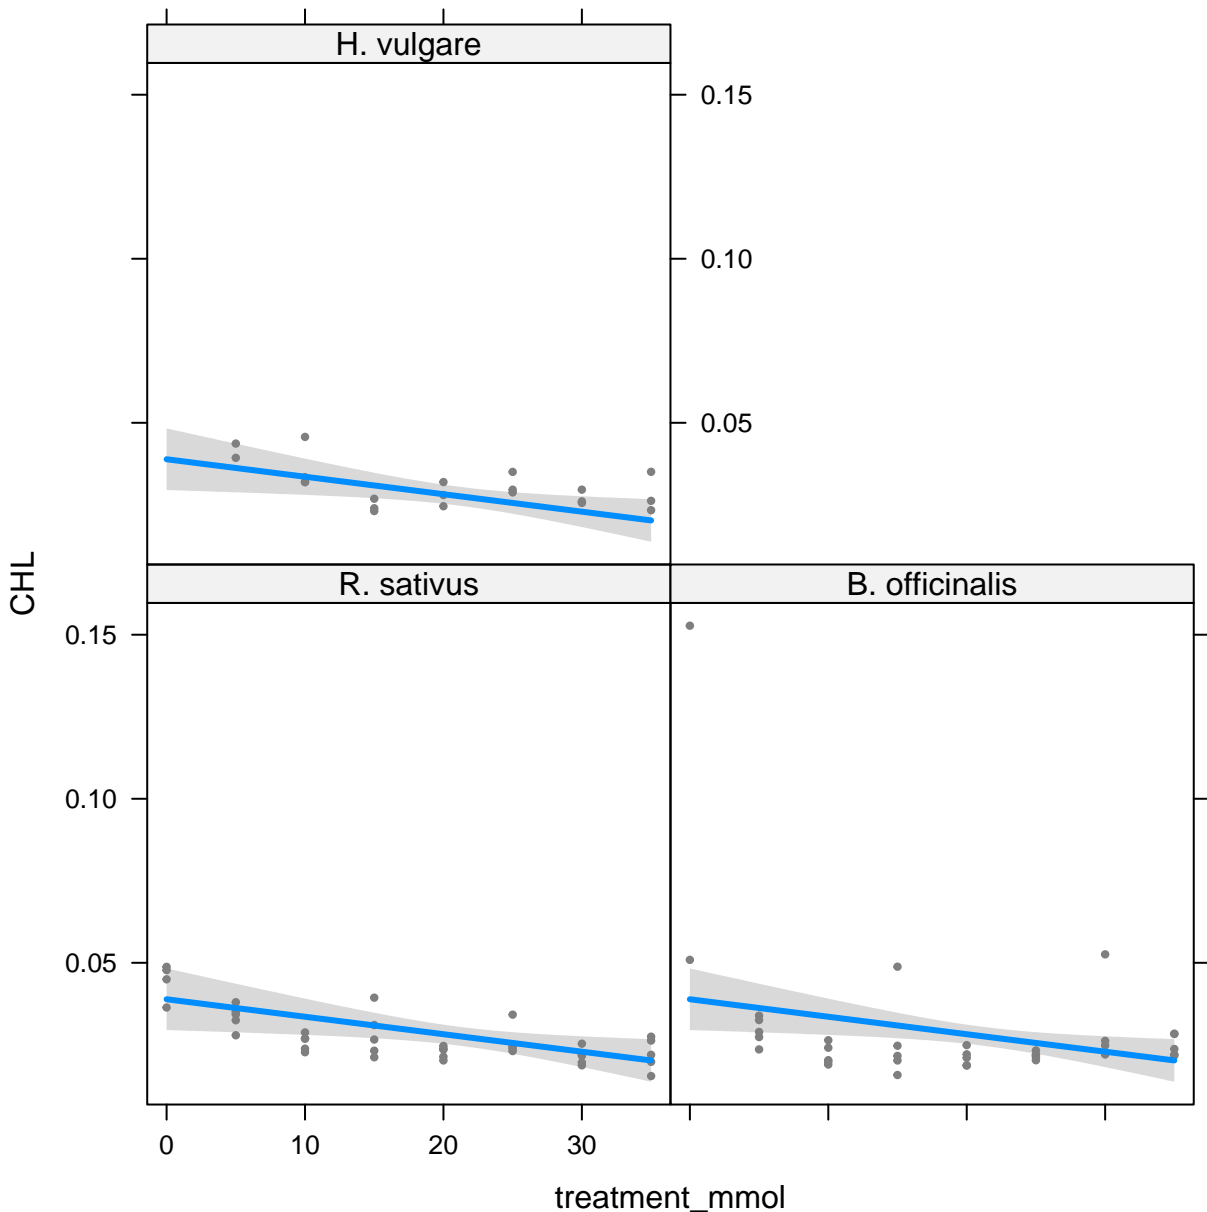 H. vulgare
0.15
0.10
0.05
CHL
R. sativus
B. officinalis
0.15
0.10
0.05
0 10 20 30
treatment_mmol